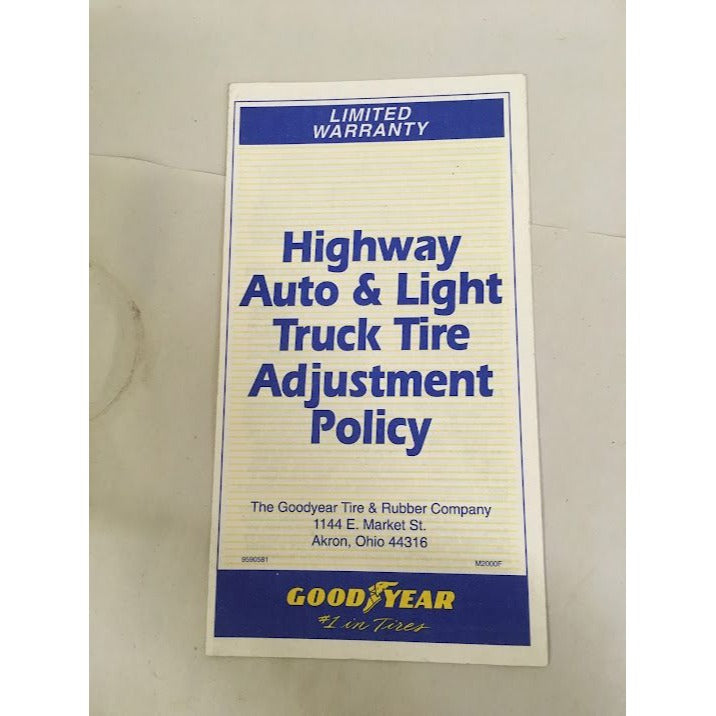 LIMITED
WARRANTY
Highway
Auto & Light
Truck Tire
Adjustment
Policy
The Goodyear Tire & Rubber Company
1144 E. Market St.
Akron, Ohio 44316
9590581 M2000F
GOODYEAR
#1 in Tires